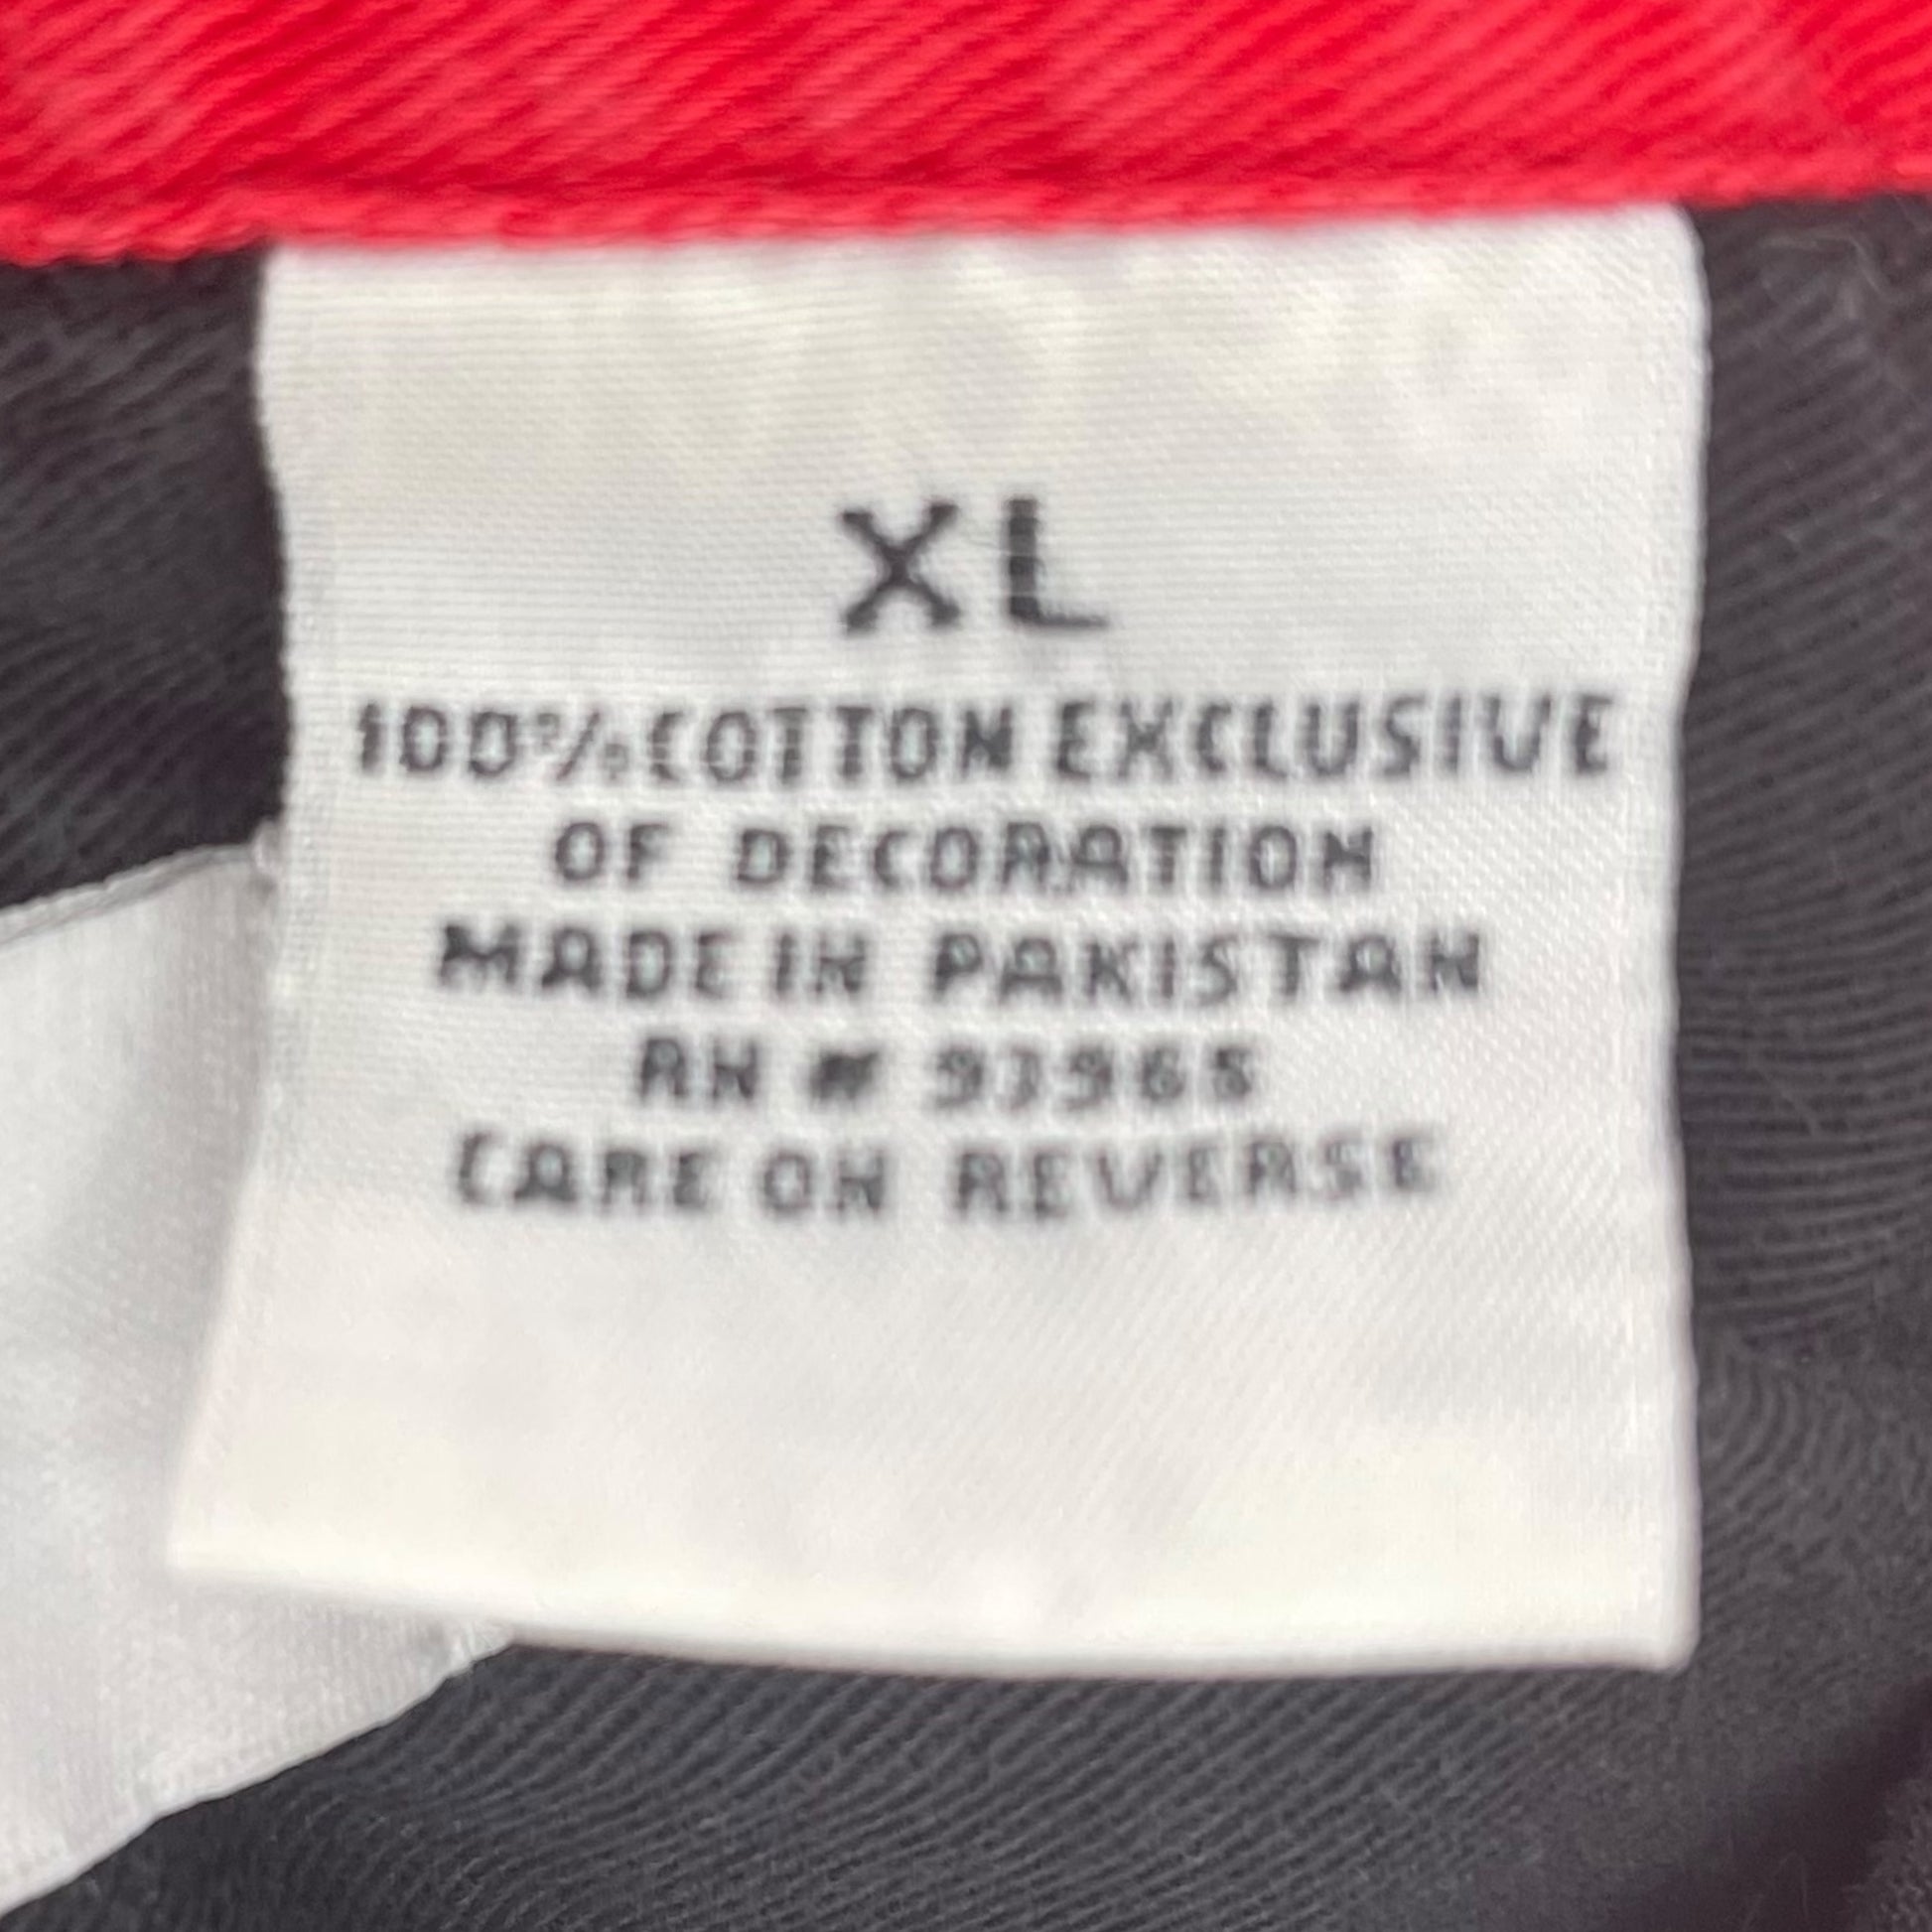 XL
100% COTTON EXCLUSIVE
OF DECORATION
MADE IN PAKISTAN
RN # 93965
CARE ON REVERSE